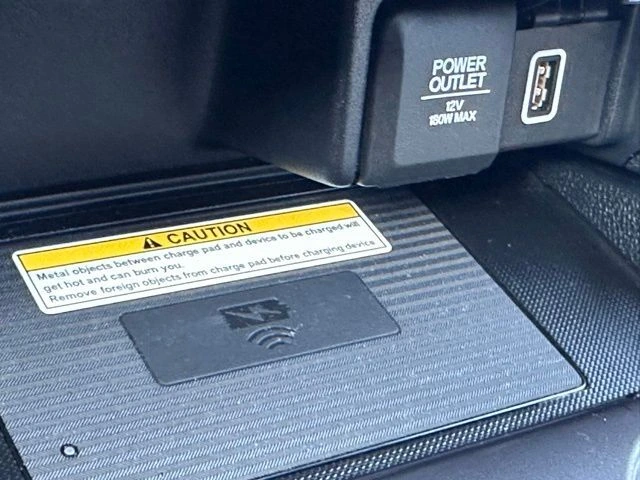 POWER
OUTLET
12V
180W MAX
CAUTION
Metal objects between charge pad and device to be charged will
get hot and can burn you.
Remove foreign objects from charge pad before charging device